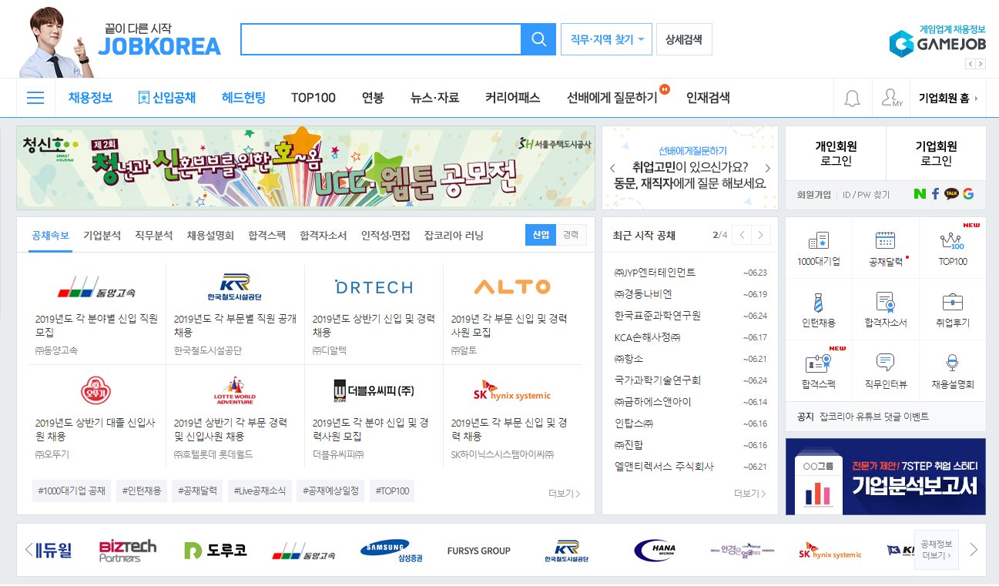 끝이 다른 시작
JOBKOREA
직무·지역 찾기
상세검색
게임업계 채용정보
GAMEJOB
채용정보
신입공채
헤드헌팅
TOP100
연봉
뉴스·자료
커리어패스
선배에게 질문하기
N
인재검색
MY
기업회원 홈
청신호
SMART HOUSING
제2회
청년과 신혼부부를 위한 호시움
UCC·웹툰 공모전
SH서울주택도시공사
선배에게질문하기
취업고민이 있으신가요?
동문, 재직자에게 질문 해보세요.
개인회원
로그인
기업회원
로그인
회원가입
ID / PW 찾기
N f TALK G
공채속보
기업분석
직무분석
채용설명회
합격스펙
합격자소서
인적성·면접
잡코리아 러닝
신입
경력
동양고속
2019년도 각 분야별 신입 직원
모집
㈜동양고속
KR
한국철도시설공단
2019년도 각 부문별 직원 공개
채용
한국철도시설공단
DRTECH
2019년도 상반기 신입 및 경력
채용
㈜디알텍
ALTO
2019년 각 부문 신입 및 경력
사원 모집
㈜알토
오뚜기
2019년도 상반기 대졸 신입사
원 채용
㈜오뚜기
LOTTE WORLD
ADVENTURE
2019년 상반기 각 부문 경력
및 신입사원 채용
㈜호텔롯데 롯데월드
더블유씨피(주)
2019년도 각 분야 신입 및 경
력사원 모집
더블유씨피㈜
SK hynix system ic
2019년도 각 부문 신입 및 경
력 채용
SK하이닉스시스템아이씨㈜
#1000대기업 공채
#인턴채용
#공채달력
#Live공채소식
#공채예상일정
#TOP100
더보기 >
최근 시작 공채
2/4
㈜JYP엔터테인먼트 ~06.23
㈜경동나비엔 ~06.19
한국표준과학연구원 ~06.24
KCA손해사정㈜ ~06.17
㈜항소 ~06.21
국가과학기술연구회 ~06.24
㈜금하에스앤아이 ~06.14
인탑스㈜ ~06.16
㈜진합 ~06.16
엘앤티렉서스 주식회사 ~06.21
더보기 >
1000대기업
공채달력
NEW
100
TOP100
인턴채용
합격자소서
취업후기
NEW
합격스펙
직무인터뷰
채용설명회
공지 잡코리아 유튜브 댓글 이벤트
○○그룹
전문가 제안! 7STEP 취업 스터디
기업분석보고서
에듀윌
BIZTECH
Partners
도루코
동양고속
SAMSUNG
삼성증권
FURSYS GROUP
KR
한국철도시설공단
HANA
MICRON
SK hynix system ic
공채정보
더보기 >